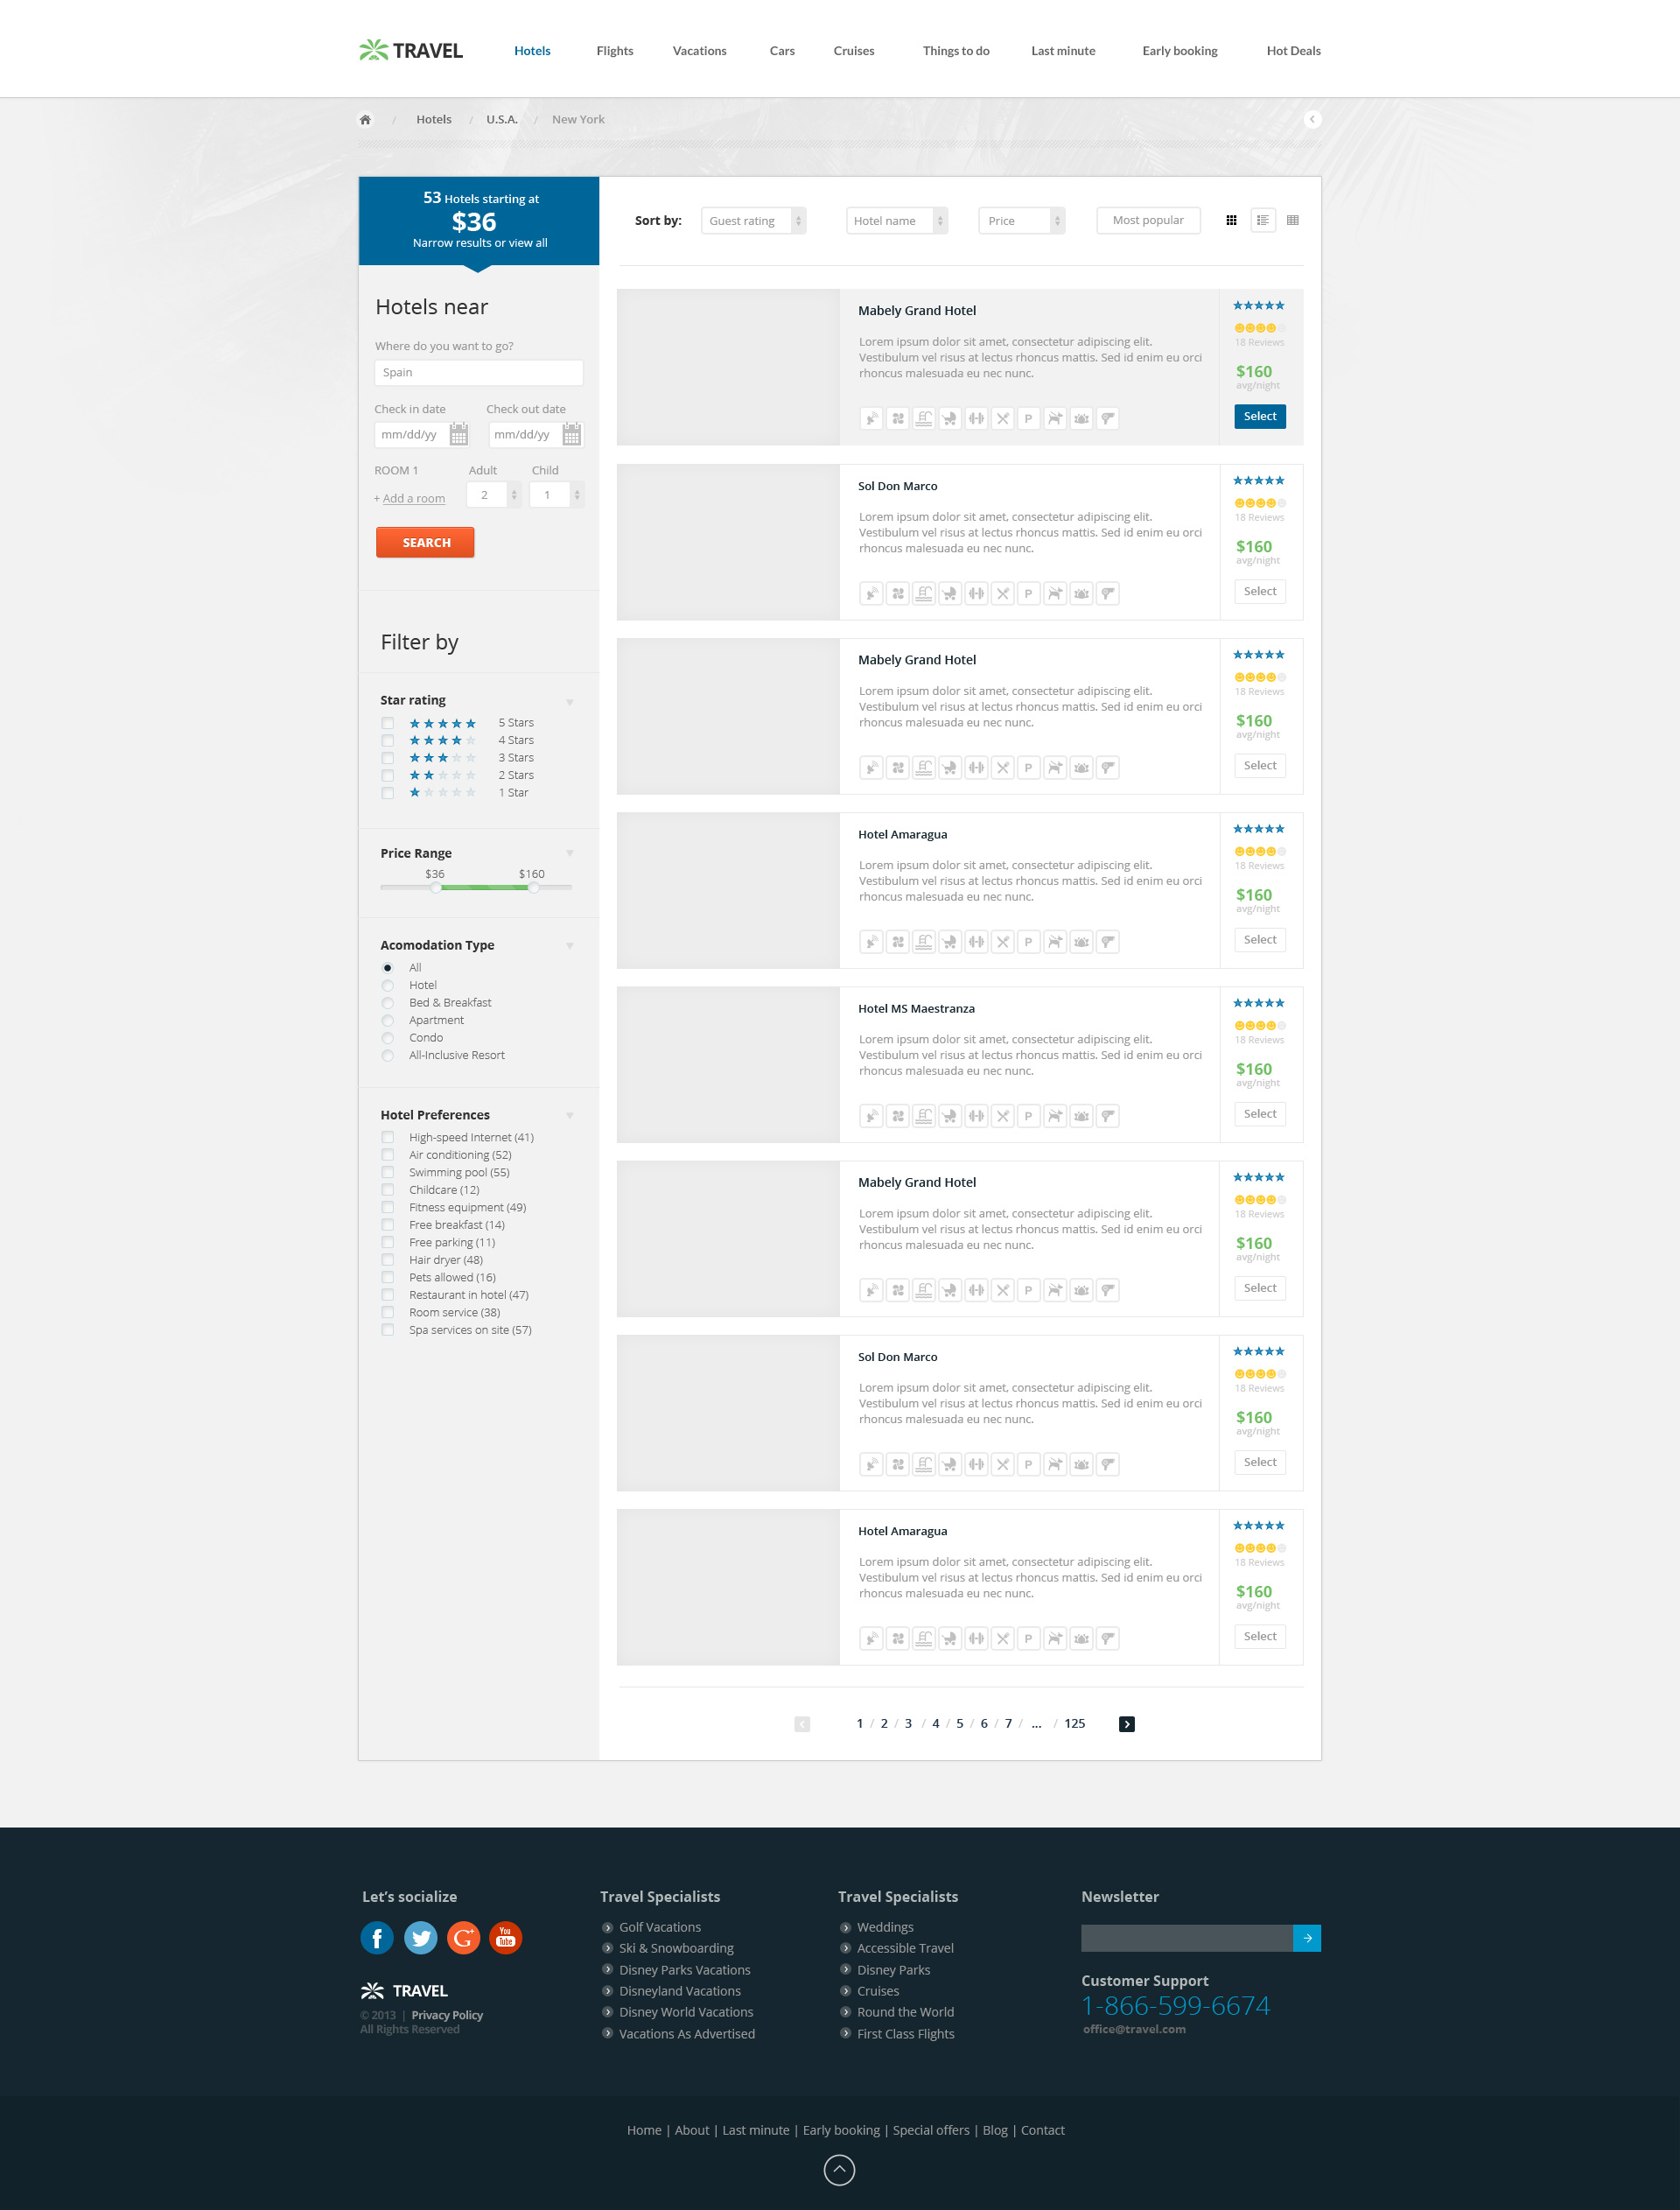 TRAVEL
Hotels Flights Vacations Cars Cruises Things to do Last minute Early booking Hot Deals
/ Hotels / U.S.A. / New York
53 Hotels starting at
$36
Narrow results or view all
Hotels near
Where do you want to go?
Spain
Check in date Check out date
mm/dd/yy mm/dd/yy
ROOM 1 Adult Child
+ Add a room 2 1
SEARCH
Filter by
Star rating
5 Stars
4 Stars
3 Stars
2 Stars
1 Star
Price Range
$36 $160
Acomodation Type
All
Hotel
Bed & Breakfast
Apartment
Condo
All-Inclusive Resort
Hotel Preferences
High-speed Internet (41)
Air conditioning (52)
Swimming pool (55)
Childcare (12)
Fitness equipment (49)
Free breakfast (14)
Free parking (11)
Hair dryer (48)
Pets allowed (16)
Restaurant in hotel (47)
Room service (38)
Spa services on site (57)
Sort by: Guest rating Hotel name Price Most popular
Mabely Grand Hotel
Lorem ipsum dolor sit amet, consectetur adipiscing elit.
Vestibulum vel risus at lectus rhoncus mattis. Sed id enim eu orci
rhoncus malesuada eu nec nunc.
P
18 Reviews
$160
avg/night
Select
Sol Don Marco
Lorem ipsum dolor sit amet, consectetur adipiscing elit.
Vestibulum vel risus at lectus rhoncus mattis. Sed id enim eu orci
rhoncus malesuada eu nec nunc.
P
18 Reviews
$160
avg/night
Select
Mabely Grand Hotel
Lorem ipsum dolor sit amet, consectetur adipiscing elit.
Vestibulum vel risus at lectus rhoncus mattis. Sed id enim eu orci
rhoncus malesuada eu nec nunc.
P
18 Reviews
$160
avg/night
Select
Hotel Amaragua
Lorem ipsum dolor sit amet, consectetur adipiscing elit.
Vestibulum vel risus at lectus rhoncus mattis. Sed id enim eu orci
rhoncus malesuada eu nec nunc.
P
18 Reviews
$160
avg/night
Select
Hotel MS Maestranza
Lorem ipsum dolor sit amet, consectetur adipiscing elit.
Vestibulum vel risus at lectus rhoncus mattis. Sed id enim eu orci
rhoncus malesuada eu nec nunc.
P
18 Reviews
$160
avg/night
Select
Mabely Grand Hotel
Lorem ipsum dolor sit amet, consectetur adipiscing elit.
Vestibulum vel risus at lectus rhoncus mattis. Sed id enim eu orci
rhoncus malesuada eu nec nunc.
P
18 Reviews
$160
avg/night
Select
Sol Don Marco
Lorem ipsum dolor sit amet, consectetur adipiscing elit.
Vestibulum vel risus at lectus rhoncus mattis. Sed id enim eu orci
rhoncus malesuada eu nec nunc.
P
18 Reviews
$160
avg/night
Select
Hotel Amaragua
Lorem ipsum dolor sit amet, consectetur adipiscing elit.
Vestibulum vel risus at lectus rhoncus mattis. Sed id enim eu orci
rhoncus malesuada eu nec nunc.
P
18 Reviews
$160
avg/night
Select
1 / 2 / 3 / 4 / 5 / 6 / 7 / ... / 125
Let’s socialize
f G+ You Tube
TRAVEL
© 2013 | Privacy Policy
All Rights Reserved
Travel Specialists
Golf Vacations
Ski & Snowboarding
Disney Parks Vacations
Disneyland Vacations
Disney World Vacations
Vacations As Advertised
Travel Specialists
Weddings
Accessible Travel
Disney Parks
Cruises
Round the World
First Class Flights
Newsletter
Customer Support
1-866-599-6674
office@travel.com
Home | About | Last minute | Early booking | Special offers | Blog | Contact